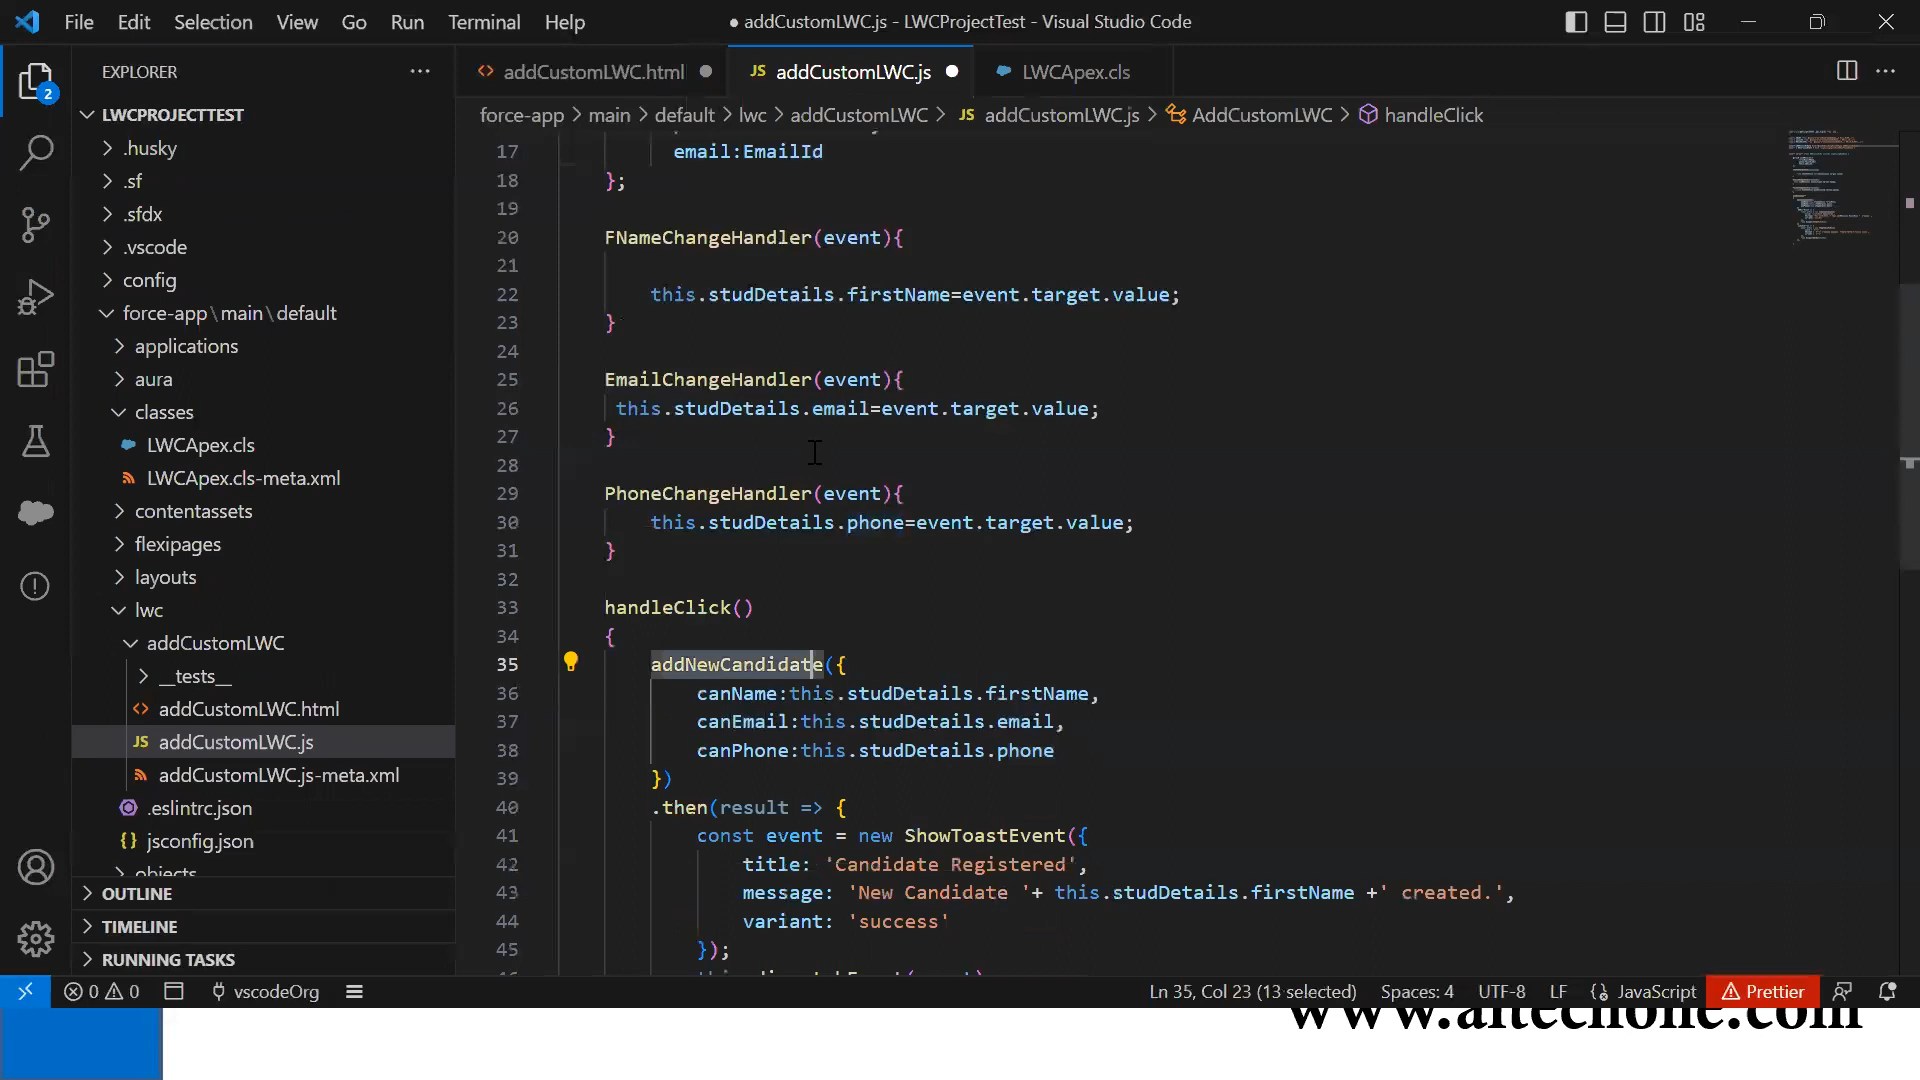 File Edit Selection View Go Run Terminal Help
● addCustomLWC.js - LWCProjectTest - Visual Studio Code
EXPLORER
2
LWCPROJECTTEST
.husky
.sf
.sfdx
.vscode
config
force-app\main\default
applications
aura
classes
LWCApex.cls
LWCApex.cls-meta.xml
contentassets
flexipages
layouts
lwc
addCustomLWC
__tests__
addCustomLWC.html
addCustomLWC.js
addCustomLWC.js-meta.xml
.eslintrc.json
jsconfig.json
objects
OUTLINE
TIMELINE
RUNNING TASKS
addCustomLWC.html ● JS addCustomLWC.js ● LWCApex.cls
force-app > main > default > lwc > addCustomLWC > JS addCustomLWC.js > AddCustomLWC > handleClick
17 email:EmailId
18 };
19
20 FNameChangeHandler(event){
21
22 this.studDetails.firstName=event.target.value;
23 }
24
25 EmailChangeHandler(event){
26 this.studDetails.email=event.target.value;
27 }
28
29 PhoneChangeHandler(event){
30 this.studDetails.phone=event.target.value;
31 }
32
33 handleClick()
34 {
35 addNewCandidate({
36 canName:this.studDetails.firstName,
37 canEmail:this.studDetails.email,
38 canPhone:this.studDetails.phone
39 })
40 .then(result => {
41 const event = new ShowToastEvent({
42 title: 'Candidate Registered',
43 message: 'New Candidate '+ this.studDetails.firstName +' created.',
44 variant: 'success'
45 });
0 0 vscodeOrg Ln 35, Col 23 (13 selected) Spaces: 4 UTF-8 LF JavaScript Prettier